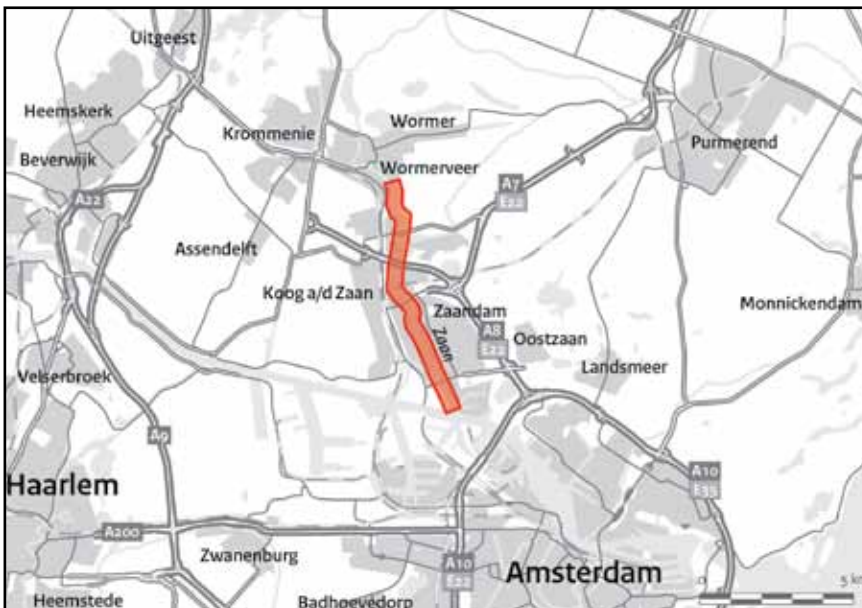 Uitgeest
Heemskerk
Krommenie
Wormer
Purmerend
Beverwijk
Wormerveer
A7
E22
A22
Assendelft
Koog a/d Zaan
Zaandam
Monnickendam
Zaan
A8
E22
Oostzaan
Landsmeer
Velserbroek
A9
A10
E35
Haarlem
A200
Zwanenburg
A10
E22
Amsterdam
0
5 km
Heemstede
Badhoevedorp